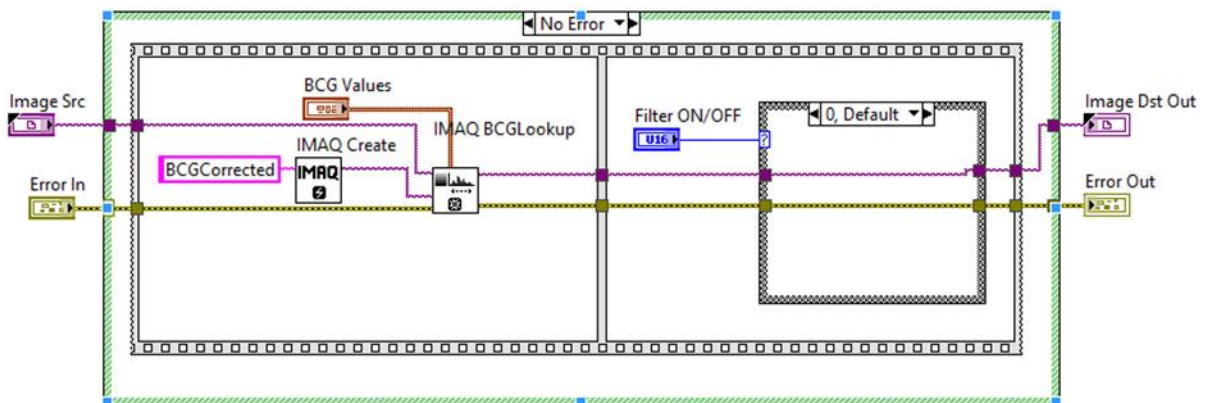 No Error
Image Src
BCG Values
IMAQ BCGLookup
BCGCorrected
IMAQ Create
IMAQ
Error In
Filter ON/OFF
U16
0, Default
?
Image Dst Out
Error Out